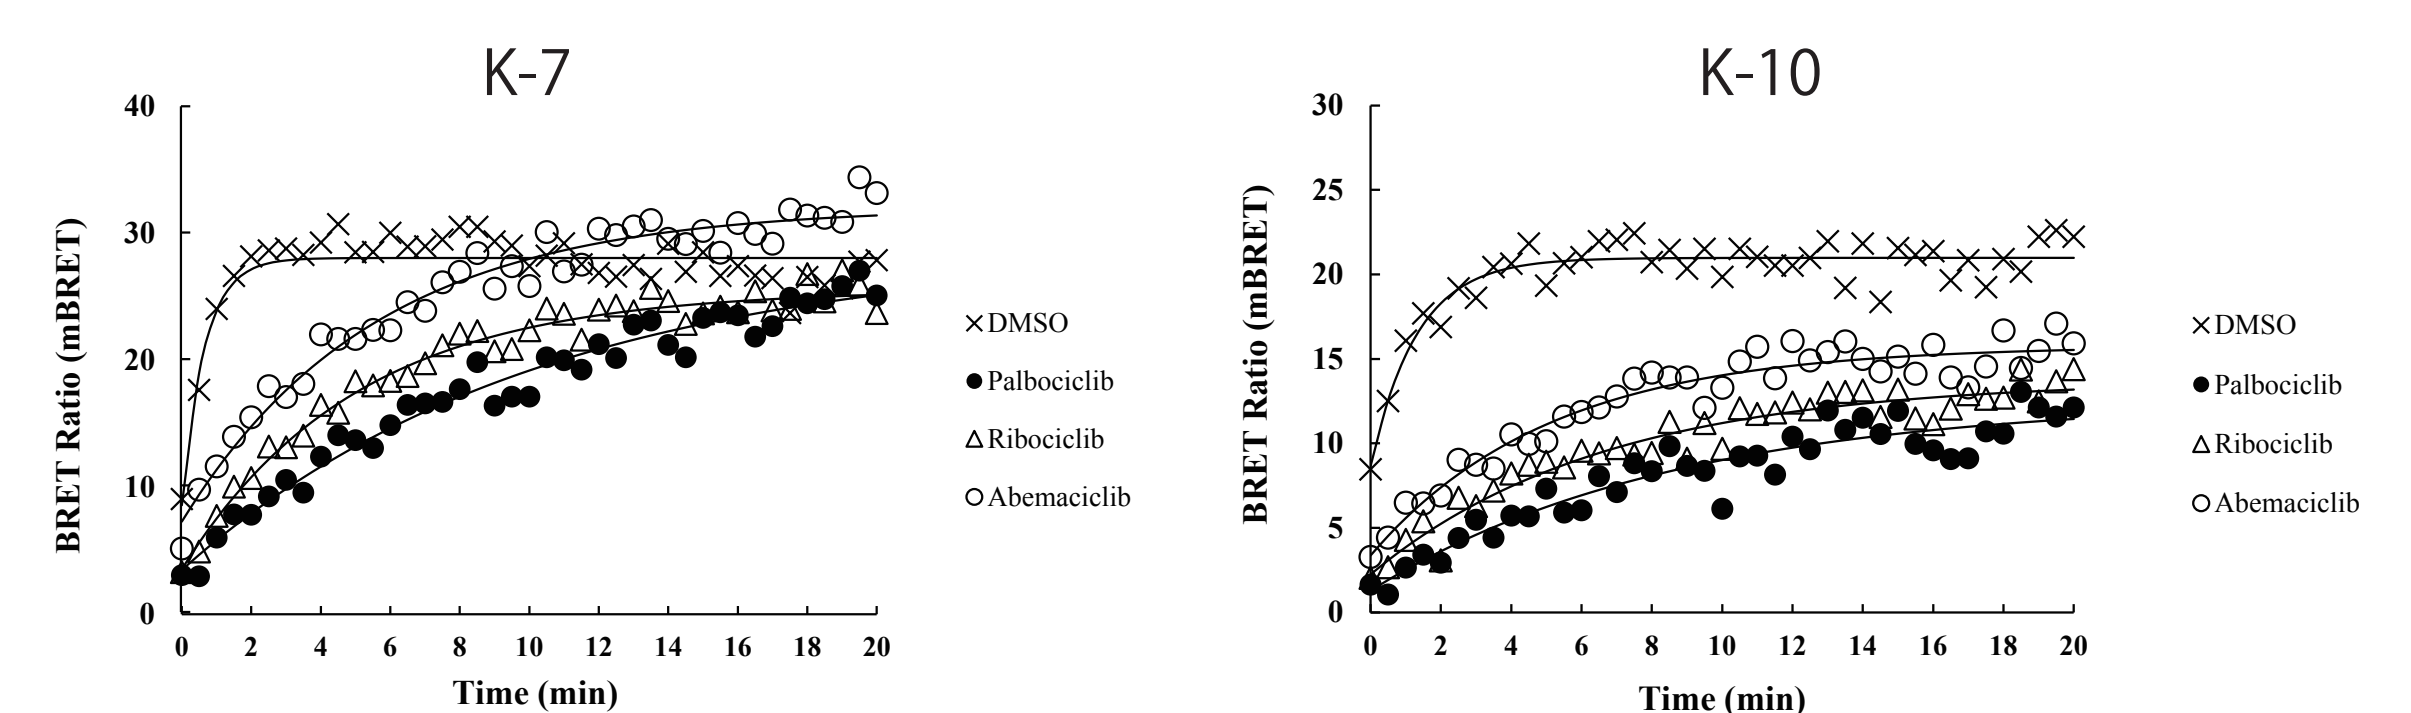 K-7
40
30
20
10
0
BRET Ratio (mBRET)
0 2 4 6 8 10 12 14 16 18 20
Time (min)
DMSO
Palbociclib
Ribociclib
Abemaciclib
K-10
30
25
20
15
10
5
0
BRET Ratio (mBRET)
0 2 4 6 8 10 12 14 16 18 20
Time (min)
DMSO
Palbociclib
Ribociclib
Abemaciclib